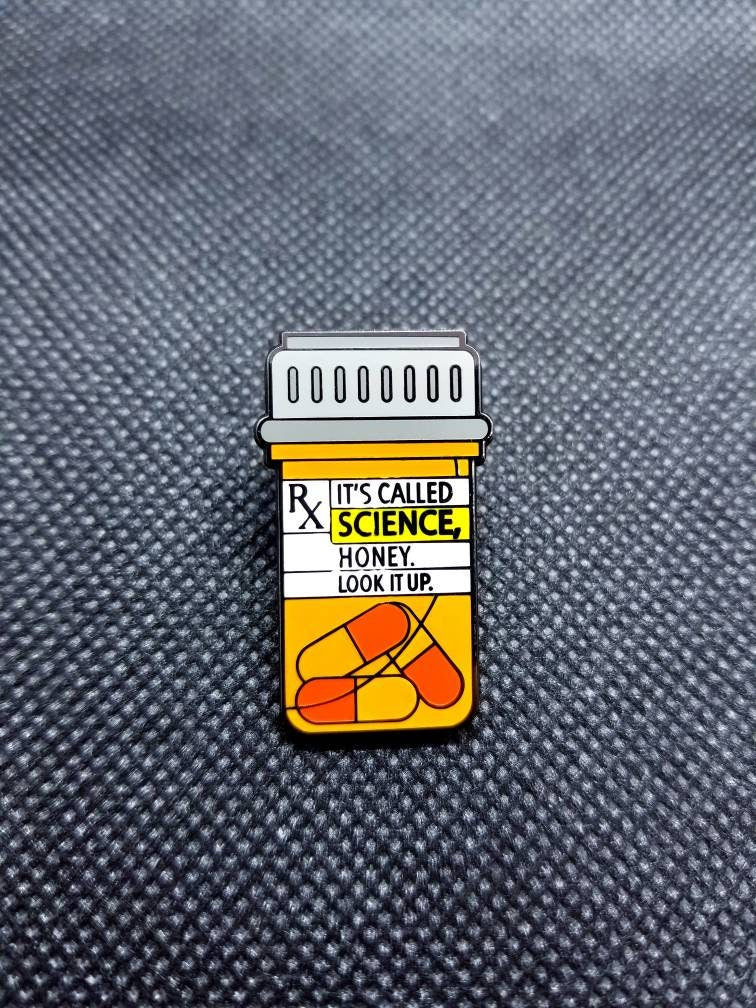 Rx
IT'S CALLED
SCIENCE,
HONEY.
LOOK IT UP.